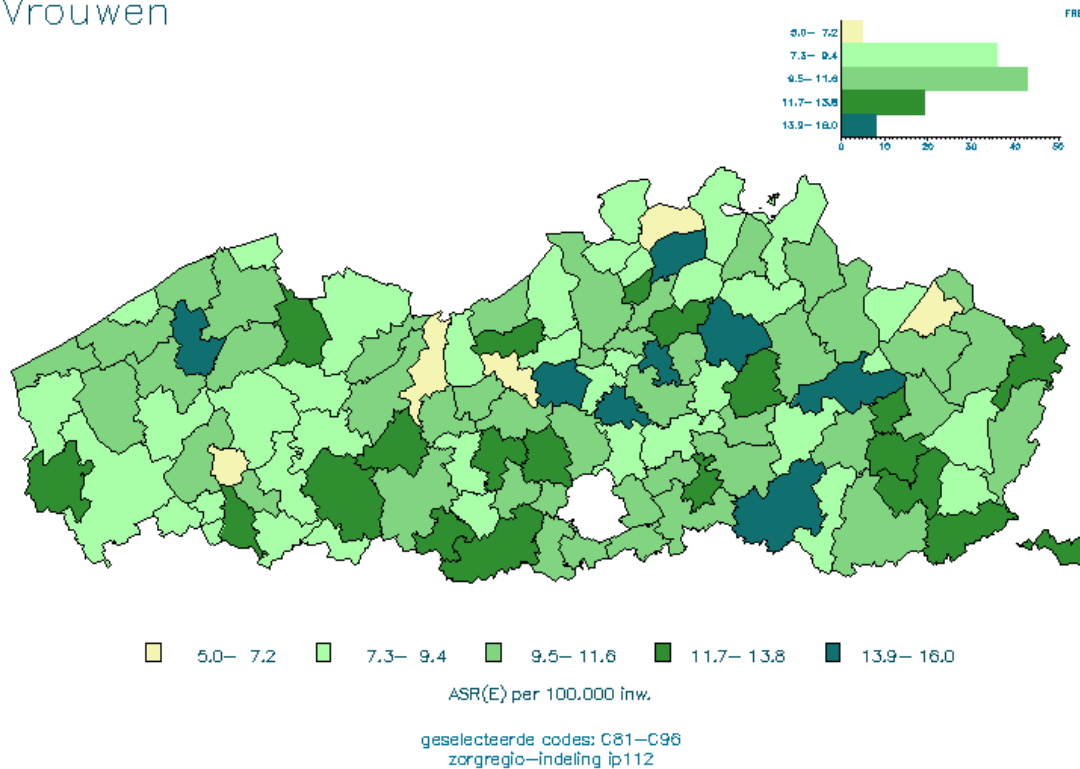 Vrouwen
FRE
5.0– 7.2
7.3– 9.4
9.5– 11.6
11.7– 13.8
13.9– 16.0
0 10 20 30 40 50
5.0– 7.2 7.3– 9.4 9.5– 11.6 11.7– 13.8 13.9– 16.0
ASR(E) per 100.000 inw.
geselecteerde codes: C81–C96
zorgregio–indeling ip112